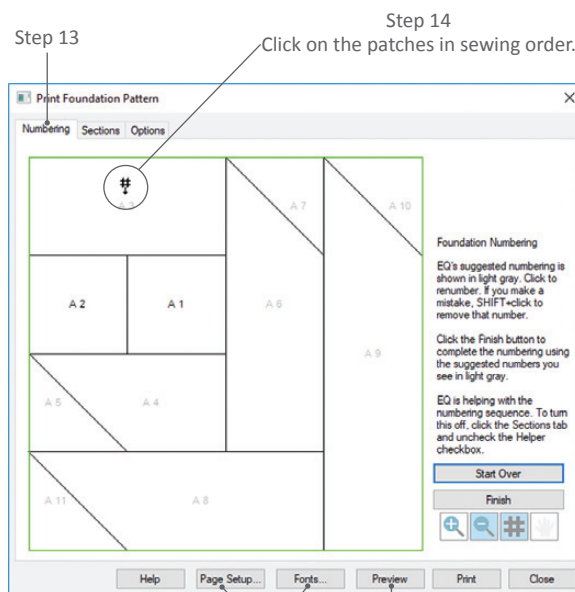 Step 13
Step 14
Click on the patches in sewing order.
Print Foundation Pattern
Numbering Sections Options
A 3
A 7
A 10
A 2
A 1
A 6
A 9
A 5
A 4
A 11
A 8
Foundation Numbering
EQ's suggested numbering is
shown in light gray. Click to
renumber. If you make a
mistake, SHIFT+click to
remove that number.
Click the Finish button to
complete the numbering using
the suggested numbers you
see in light gray.
EQ is helping with the
numbering sequence. To turn
this off, click the Sections tab
and uncheck the Helper
checkbox.
Start Over
Finish
Help Page Setup... Fonts... Preview Print Close